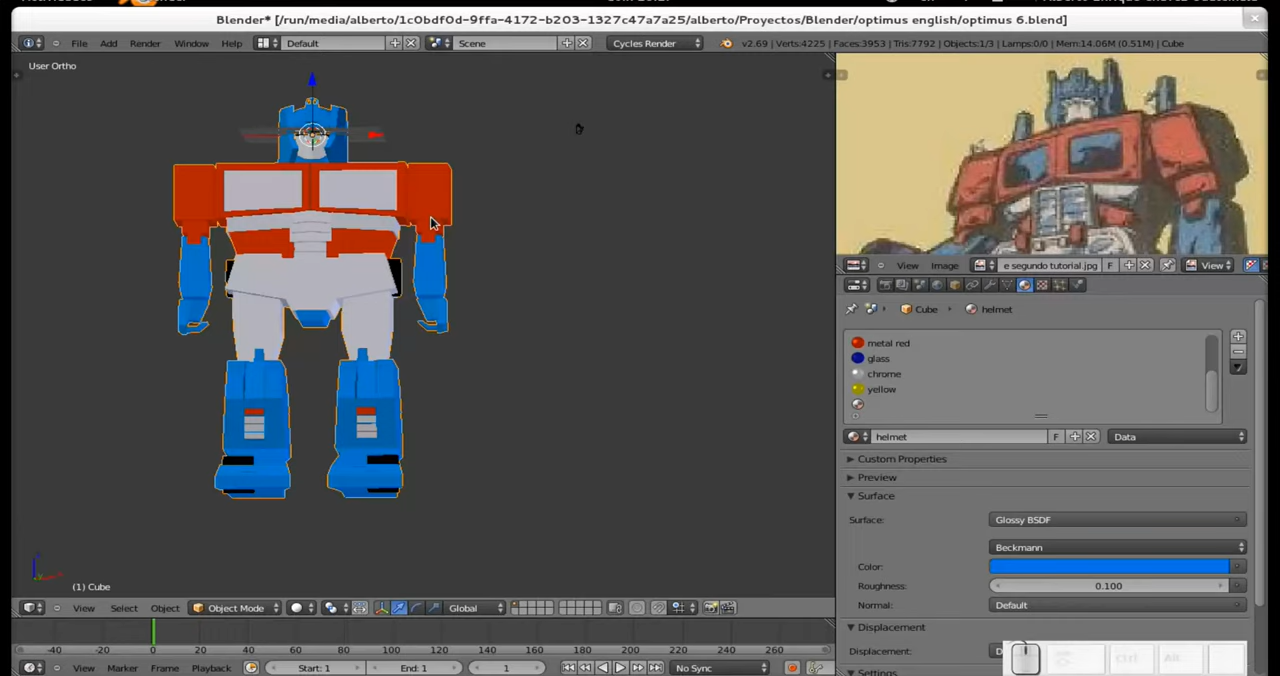 Blender* [/run/media/alberto/1c0bdf0d-9ffa-4172-b203-1327c47a7a25/alberto/Proyectos/Blender/optimus english/optimus 6.blend]
File Add Render Window Help Default Scene Cycles Render v2.69 | Verts:4225 | Faces:3953 | Tris:7792 | Objects:1/3 | Lamps:0/0 | Mem:14.06M (0.51M) | Cube
User Ortho
View Image e segundo tutorial.jpg F View
Cube helmet
metal red
glass
chrome
yellow
helmet F Data
Custom Properties
Preview
Surface
Surface: Glossy BSDF
Beckmann
Color:
Roughness: 0.100
Normal: Default
Displacement
Displacement:
Settings
(1) Cube
View Select Object Object Mode Global
-40 -20 0 20 40 60 80 100 120 140 160 180 200 220 240 260
View Marker Frame Playback Start: 1 End: 1 1 No Sync
Ctrl Alt